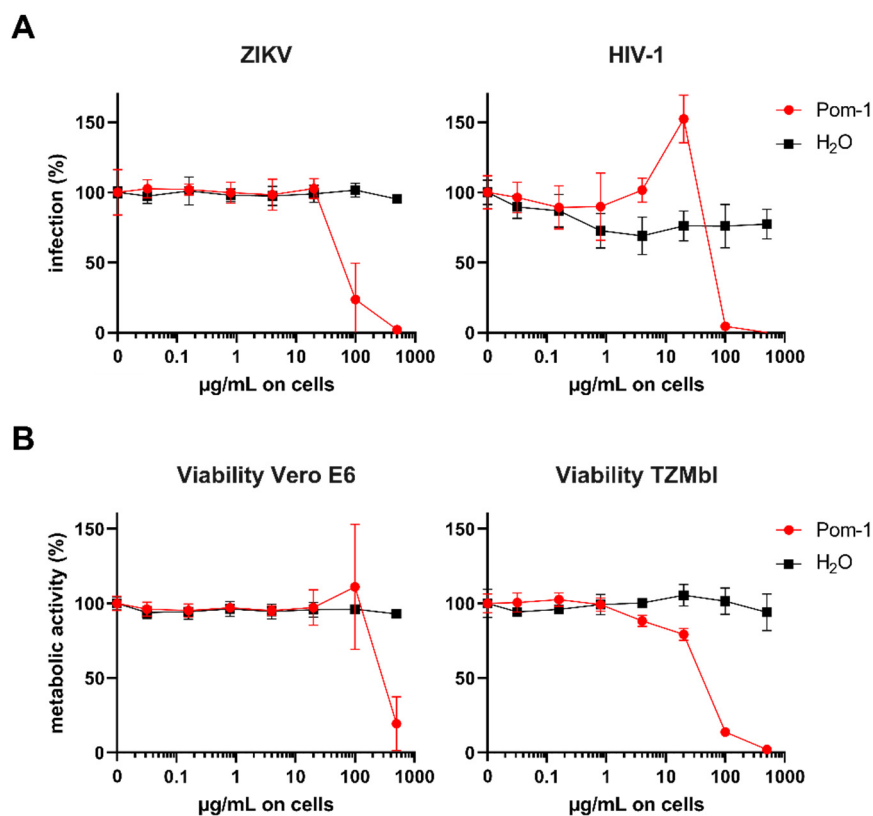 A
ZIKV
HIV-1
infection (%)
150
100
50
0
0 0.1 1 10 100 1000
µg/mL on cells
0 0.1 1 10 100 1000
µg/mL on cells
Pom-1
H₂O
150
100
50
0
B
Viability Vero E6
Viability TZMbl
metabolic activity (%)
150
100
50
0
0 0.1 1 10 100 1000
µg/mL on cells
150
100
50
0
0 0.1 1 10 100 1000
µg/mL on cells
Pom-1
H₂O